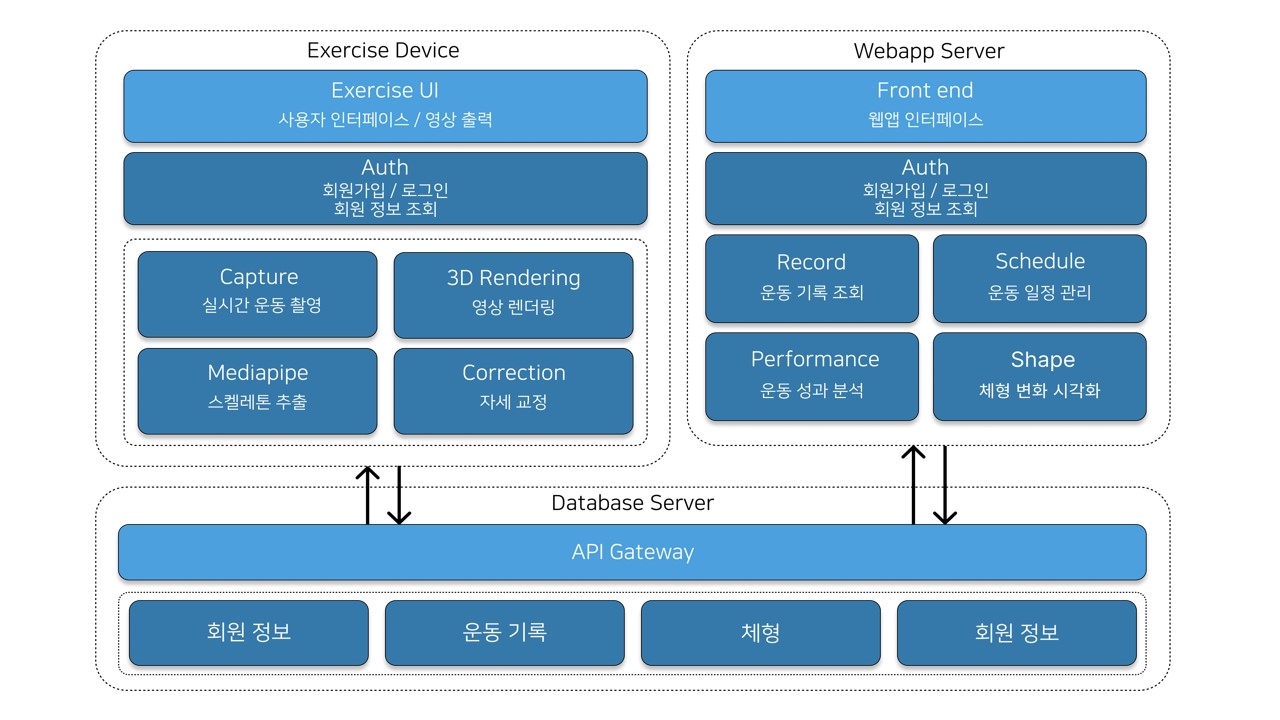 Exercise Device
Exercise UI
사용자 인터페이스 / 영상 출력
Auth
회원가입 / 로그인
회원 정보 조회
Capture
실시간 운동 촬영
3D Rendering
영상 렌더링
Mediapipe
스켈레톤 추출
Correction
자세 교정
Webapp Server
Front end
웹앱 인터페이스
Auth
회원가입 / 로그인
회원 정보 조회
Record
운동 기록 조회
Schedule
운동 일정 관리
Performance
운동 성과 분석
Shape
체형 변화 시각화
Database Server
API Gateway
회원 정보
운동 기록
체형
회원 정보